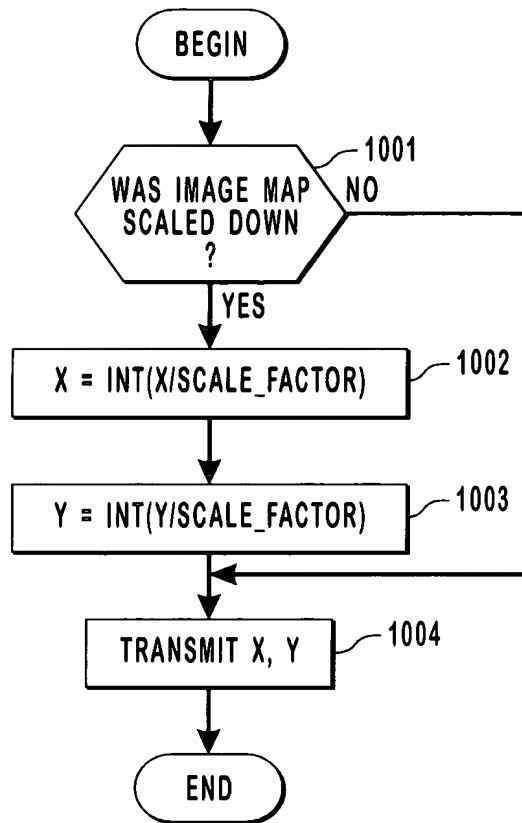 BEGIN
1001
WAS IMAGE MAP
SCALED DOWN
?
NO
YES
X = INT(X/SCALE_FACTOR)
1002
Y = INT(Y/SCALE_FACTOR)
1003
TRANSMIT X, Y
1004
END